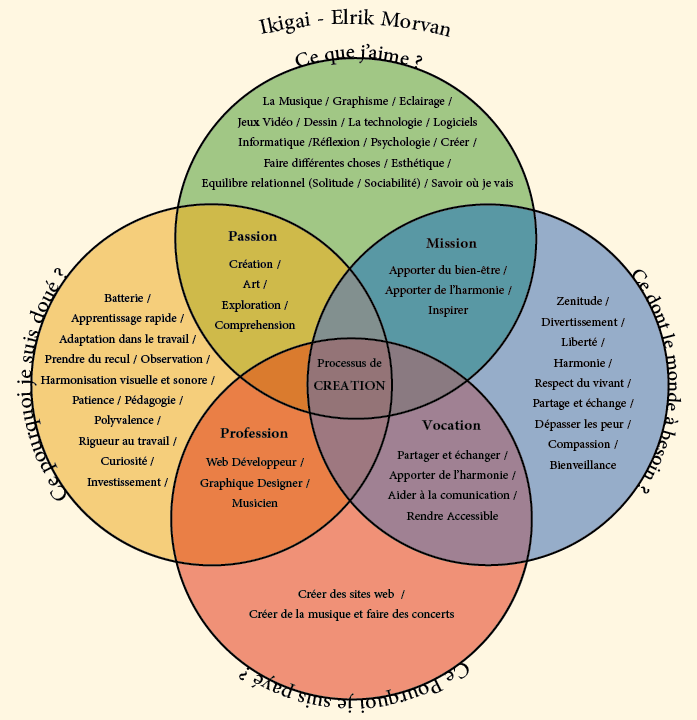 Ikigai - Elrik Morvan
Ce que j'aime ?
La Musique / Graphisme / Eclairage /
Jeux Vidéo / Dessin / La technologie / Logiciels
Informatique /Réflexion / Psychologie / Créer /
Faire différentes choses / Esthétique /
Equilibre relationnel (Solitude / Sociabilité) / Savoir où je vais
Passion
Création /
Art /
Exploration /
Comprehension
Mission
Apporter du bien-être /
Apporter de l'harmonie /
Inspirer
Ce pourquoi je suis doué ?
Batterie /
Apprentissage rapide /
Adaptation dans le travail /
Prendre du recul / Observation /
Harmonisation visuelle et sonore /
Patience / Pédagogie /
Polyvalence /
Rigueur au travail /
Curiosité /
Investissement /
Processus de
CREATION
Ce dont le monde à besoin ?
Zenitude /
Divertissement /
Liberté /
Harmonie /
Respect du vivant /
Partage et échange /
Dépasser les peur /
Compassion /
Bienveillance
Profession
Web Développeur /
Graphique Designer /
Musicien
Vocation
Partager et échanger /
Apporter de l'harmonie /
Aider à la comunication /
Rendre Accessible
Créer des sites web /
Créer de la musique et faire des concerts
Ce Pourquoi je suis payé ?